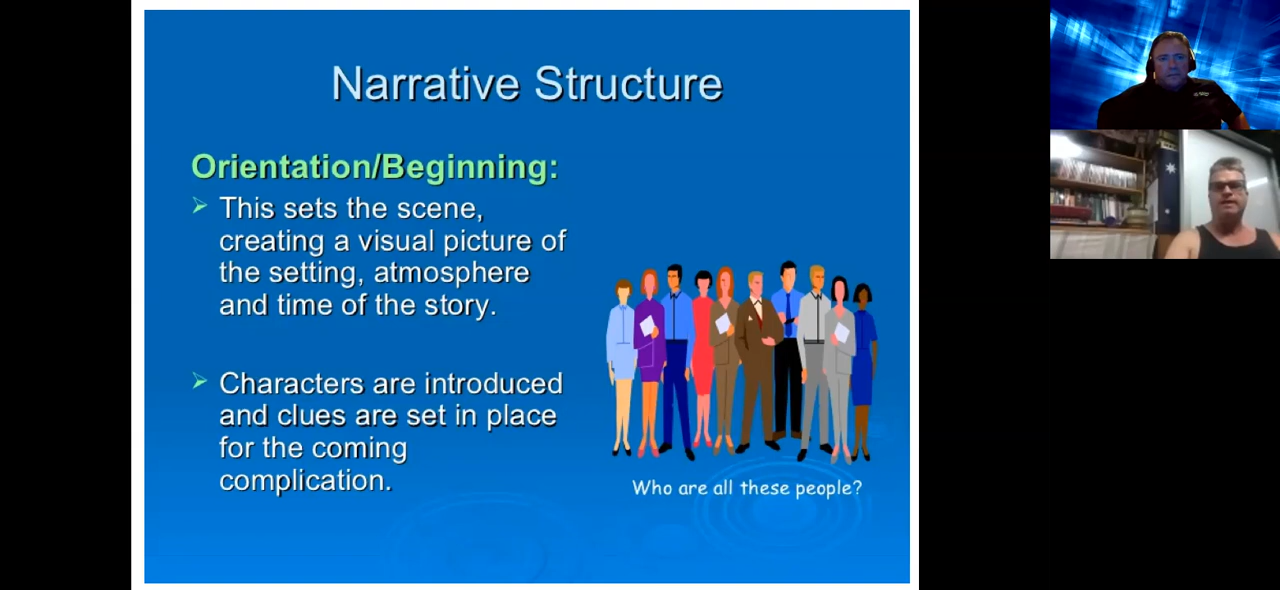 Narrative Structure
Orientation/Beginning:
➢ This sets the scene,
creating a visual picture of
the setting, atmosphere
and time of the story.
➢ Characters are introduced
and clues are set in place
for the coming
complication.
Who are all these people?